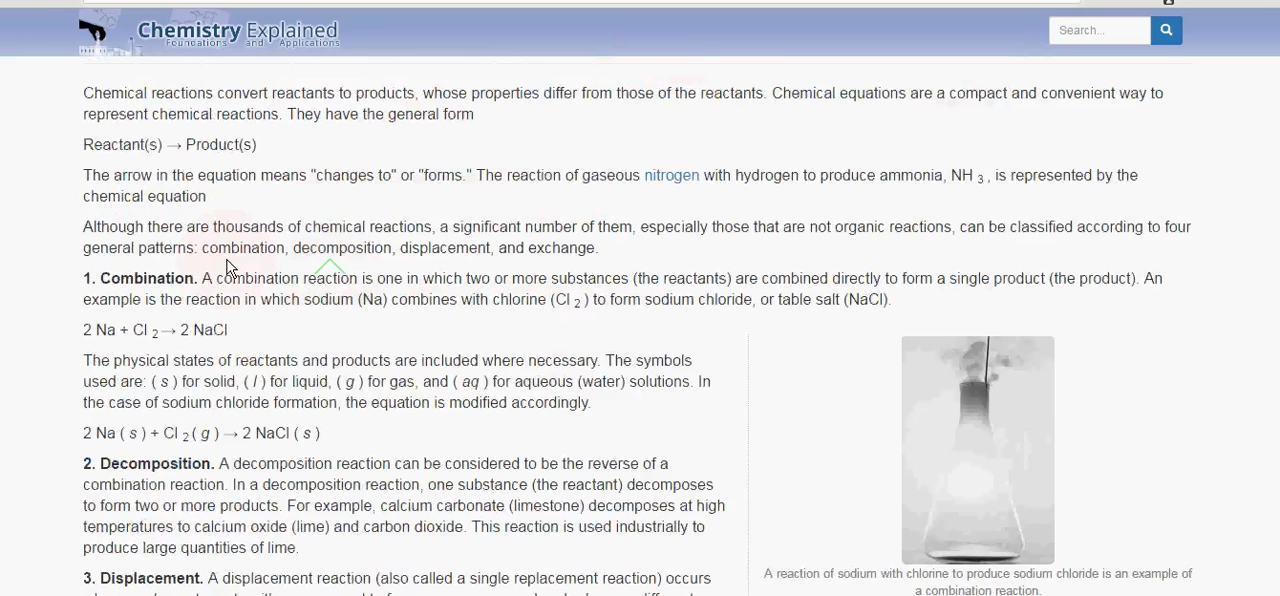 Chemistry Explained
Foundations and Applications
Search...
Chemical reactions convert reactants to products, whose properties differ from those of the reactants. Chemical equations are a compact and convenient way to
represent chemical reactions. They have the general form
Reactant(s) → Product(s)
The arrow in the equation means "changes to" or "forms." The reaction of gaseous nitrogen with hydrogen to produce ammonia, NH 3 , is represented by the
chemical equation
Although there are thousands of chemical reactions, a significant number of them, especially those that are not organic reactions, can be classified according to four
general patterns: combination, decomposition, displacement, and exchange.
1. Combination. A combination reaction is one in which two or more substances (the reactants) are combined directly to form a single product (the product). An
example is the reaction in which sodium (Na) combines with chlorine (Cl 2 ) to form sodium chloride, or table salt (NaCl).
2 Na + Cl 2 → 2 NaCl
The physical states of reactants and products are included where necessary. The symbols
used are: ( s ) for solid, ( l ) for liquid, ( g ) for gas, and ( aq ) for aqueous (water) solutions. In
the case of sodium chloride formation, the equation is modified accordingly.
2 Na ( s ) + Cl 2 ( g ) → 2 NaCl ( s )
2. Decomposition. A decomposition reaction can be considered to be the reverse of a
combination reaction. In a decomposition reaction, one substance (the reactant) decomposes
to form two or more products. For example, calcium carbonate (limestone) decomposes at high
temperatures to calcium oxide (lime) and carbon dioxide. This reaction is used industrially to
produce large quantities of lime.
3. Displacement. A displacement reaction (also called a single replacement reaction) occurs
A reaction of sodium with chlorine to produce sodium chloride is an example of
a combination reaction.